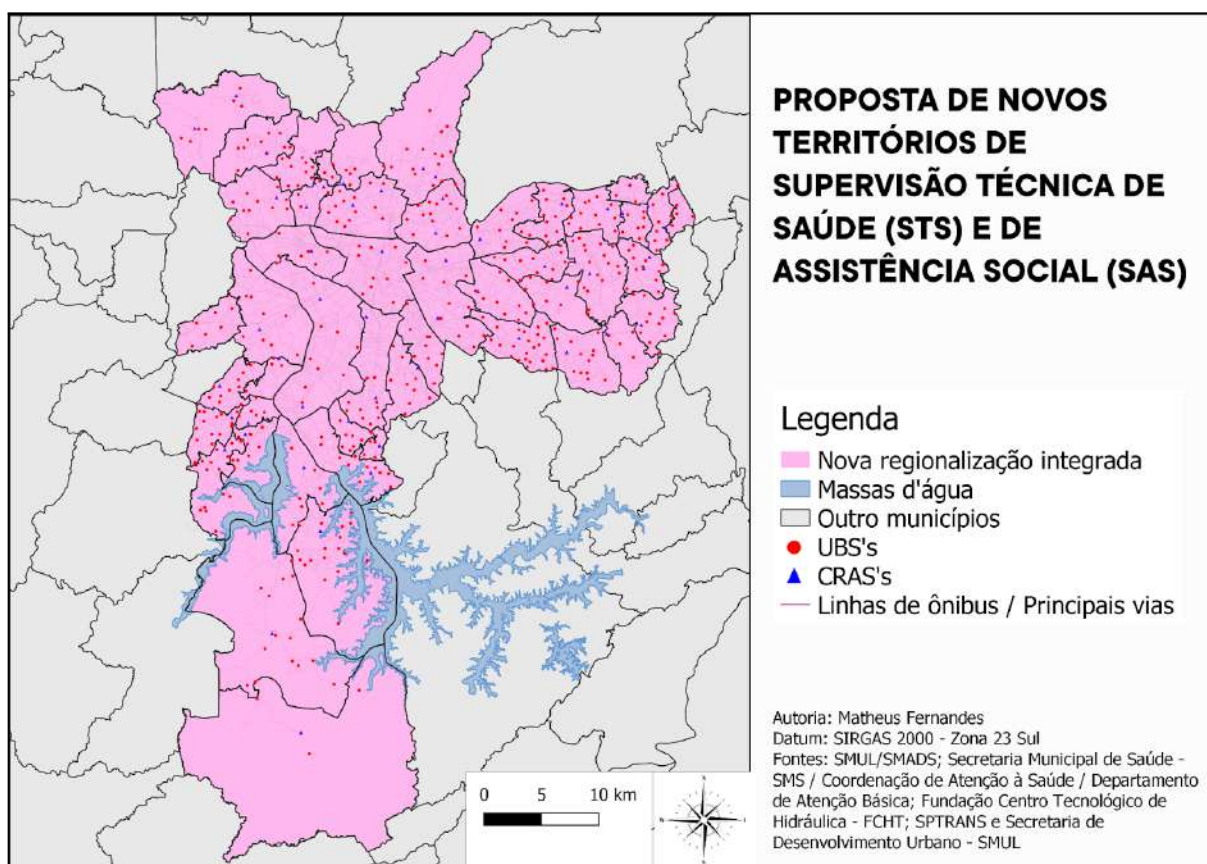 PROPOSTA DE NOVOS
TERRITÓRIOS DE
SUPERVISÃO TÉCNICA DE
SAÚDE (STS) E DE
ASSISTÊNCIA SOCIAL (SAS)
Legenda
Nova regionalização integrada
Massas d'água
Outro municípios
UBS's
CRAS's
Linhas de ônibus / Principais vias
Autoria: Matheus Fernandes
Datum: SIRGAS 2000 - Zona 23 Sul
Fontes: SMUL/SMADS; Secretaria Municipal de Saúde -
SMS / Coordenação de Atenção à Saúde / Departamento
de Atenção Básica; Fundação Centro Tecnológico de
Hidráulica - FCHT; SPTRANS e Secretaria de
Desenvolvimento Urbano - SMUL
0 5 10 km